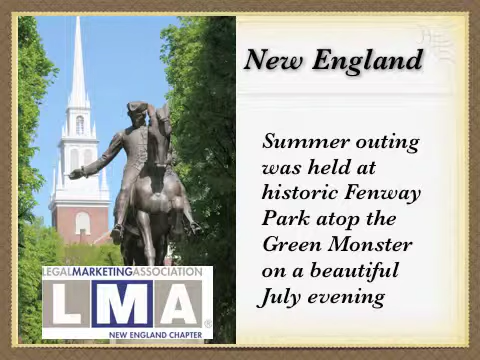 New England
Summer outing
was held at
historic Fenway
Park atop the
Green Monster
on a beautiful
July evening
LEGALMARKETINGASSOCIATION
LMA®
NEW ENGLAND CHAPTER